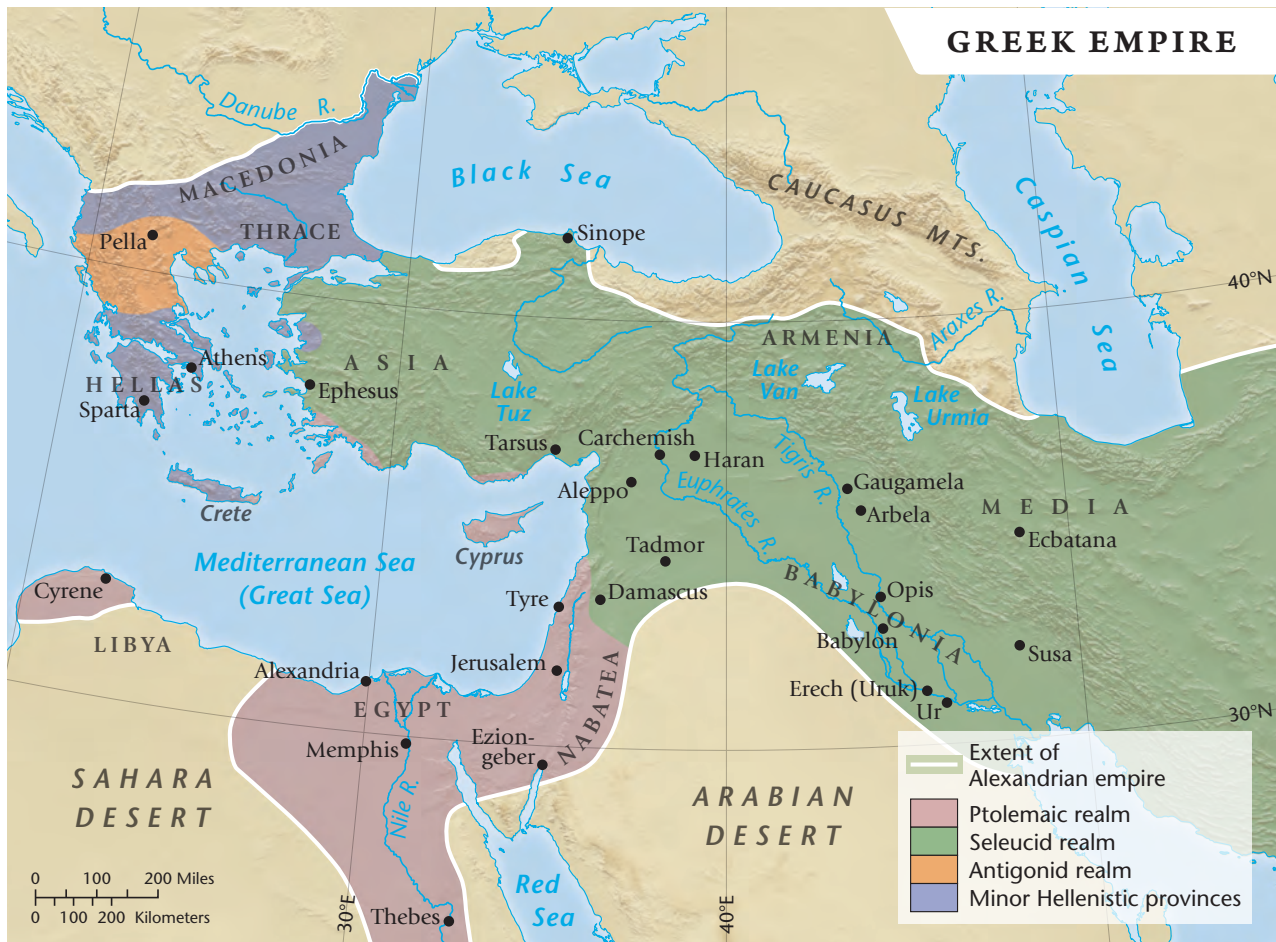 GREEK EMPIRE
Danube R.
MACEDONIA
Black Sea
CAUCASUS MTS.
Caspian Sea
Pella
THRACE
Sinope
40°N
Araxes R.
ARMENIA
Athens
ASIA
HELLAS
Ephesus
Sparta
Lake
Tuz
Lake
Van
Lake
Urmia
Tarsus
Carchemish
Haran
Tigris R.
Aleppo
Euphrates R.
Gaugamela
Arbela
MEDIA
Ecbatana
Crete
Cyprus
Mediterranean Sea
(Great Sea)
Tadmor
Cyrene
Tyre
Damascus
BABYLONIA
Opis
Babylon
Susa
LIBYA
Alexandria
Jerusalem
Erech (Uruk)
Ur
30°N
EGYPT
NABATEA
Memphis
Ezion-
geber
Nile R.
SAHARA
DESERT
ARABIAN
DESERT
Extent of
Alexandrian empire
Ptolemaic realm
Seleucid realm
Antigonid realm
Minor Hellenistic provinces
0 100 200 Miles
0 100 200 Kilometers
30°E
Thebes
Red
Sea
40°E